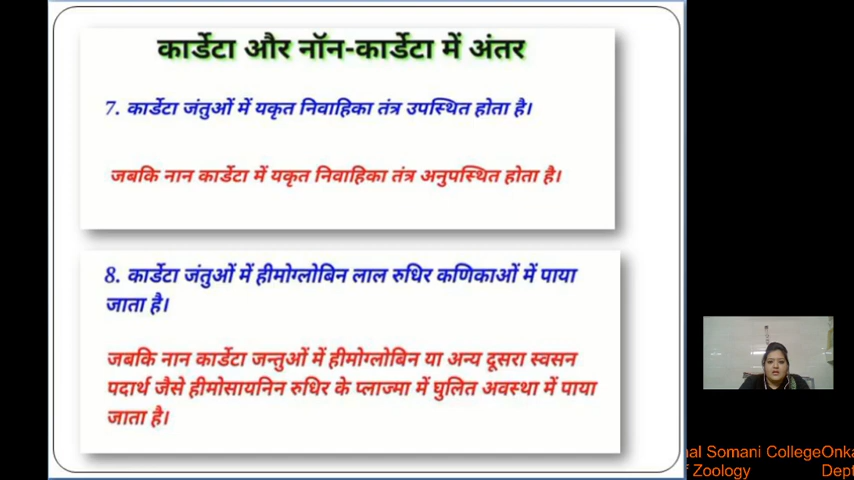 कार्डेटा और नॉन-कार्डेटा में अंतर
7. कार्डेटा जंतुओं में यकृत निवाहिका तंत्र उपस्थित होता है।
जबकि नान कार्डेटा में यकृत निवाहिका तंत्र अनुपस्थित होता है।
8. कार्डेटा जंतुओं में हीमोग्लोबिन लाल रुधिर कणिकाओं में पाया
जाता है।
जबकि नान कार्डेटा जन्तुओं में हीमोग्लोबिन या अन्य दूसरा स्वसन
पदार्थ जैसे हीमोसायनिन रुधिर के प्लाज्मा में घुलित अवस्था में पाया
जाता है।
Somani CollegeOnka
Zoology Dept